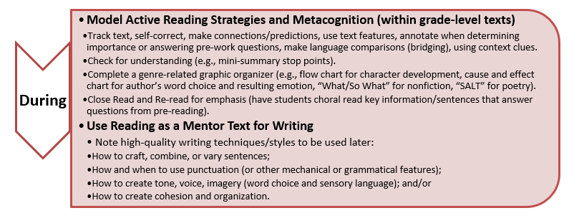 During
• Model Active Reading Strategies and Metacognition (within grade-level texts)
•Track text, self-correct, make connections/predictions, use text features, annotate when determining
importance or answering pre-work questions, make language comparisons (bridging), using context clues.
•Check for understanding (e.g., mini-summary stop points).
•Complete a genre-related graphic organizer (e.g., flow chart for character development, cause and effect
chart for author's word choice and resulting emotion, "What/So What" for nonfiction, "SALT" for poetry).
•Close Read and Re-read for emphasis (have students choral read key information/sentences that answer
questions from pre-reading).
• Use Reading as a Mentor Text for Writing
• Note high-quality writing techniques/styles to be used later:
•How to craft, combine, or vary sentences;
•How and when to use punctuation (or other mechanical or grammatical features);
•How to create tone, voice, imagery (word choice and sensory language); and/or
•How to create cohesion and organization.